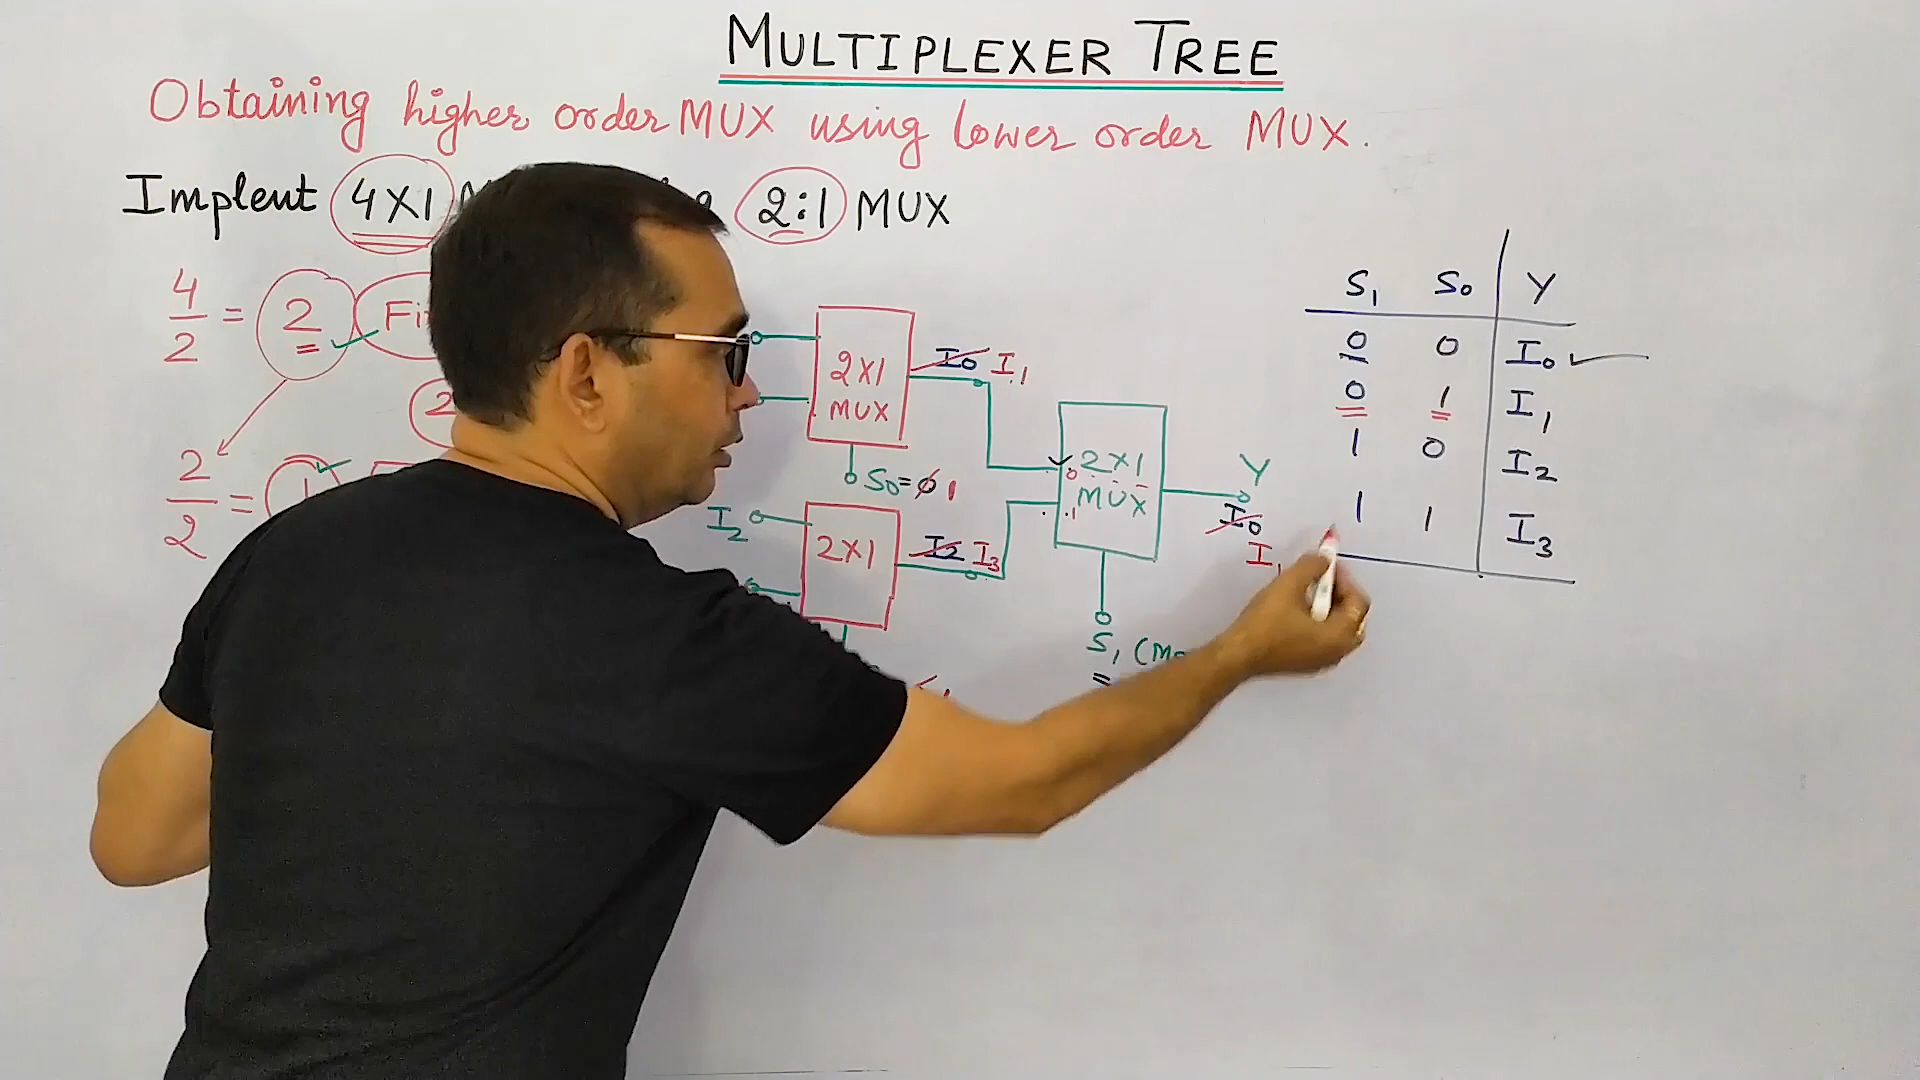 MULTIPLEXER TREE
Obtaining higher order MUX using lower order MUX.
Implent 4X1 2:1 MUX
4/2 = 2
2/2 =
2X1 MUX
I0 I1
S0=0 1
I2
2X1
I2 I3
2X1 MUX
0
1
Y
I0
I1
S1
=
S1 S0 Y
0 0 I0
0 1 I1
1 0 I2
1 1 I3